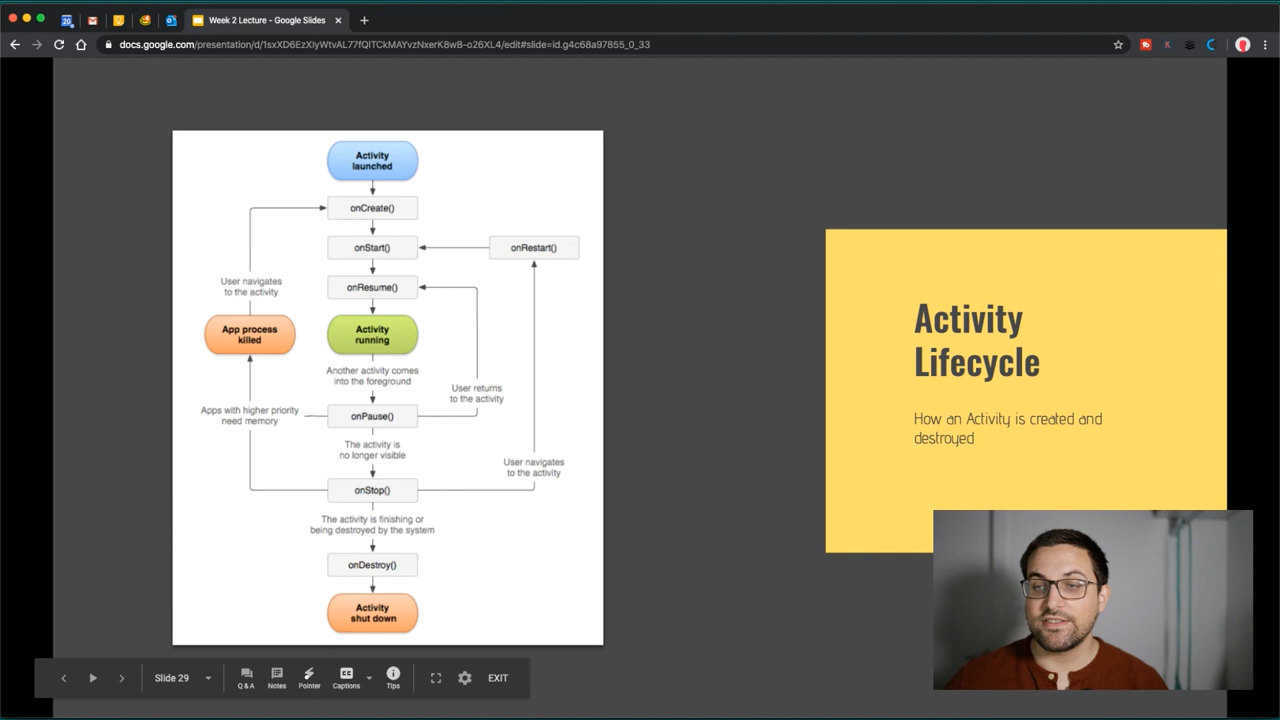 20
Week 2 Lecture - Google Slides
docs.google.com/presentation/d/1sxXD6EzXlyWtvAL77fQlTCkMAYvzNxerK8wB-o26XL4/edit#slide=id.g4c68a97855_0_33
K
Activity
launched
onCreate()
onStart()
onRestart()
User navigates
to the activity
onResume()
App process
killed
Activity
running
Another activity comes
into the foreground
User returns
to the activity
Apps with higher priority
need memory
onPause()
The activity is
no longer visible
User navigates
to the activity
onStop()
The activity is finishing or
being destroyed by the system
onDestroy()
Activity
shut down
Activity
Lifecycle
How an Activity is created and
destroyed
Slide 29
Q & A
Notes
Pointer
CC
Captions
Tips
EXIT